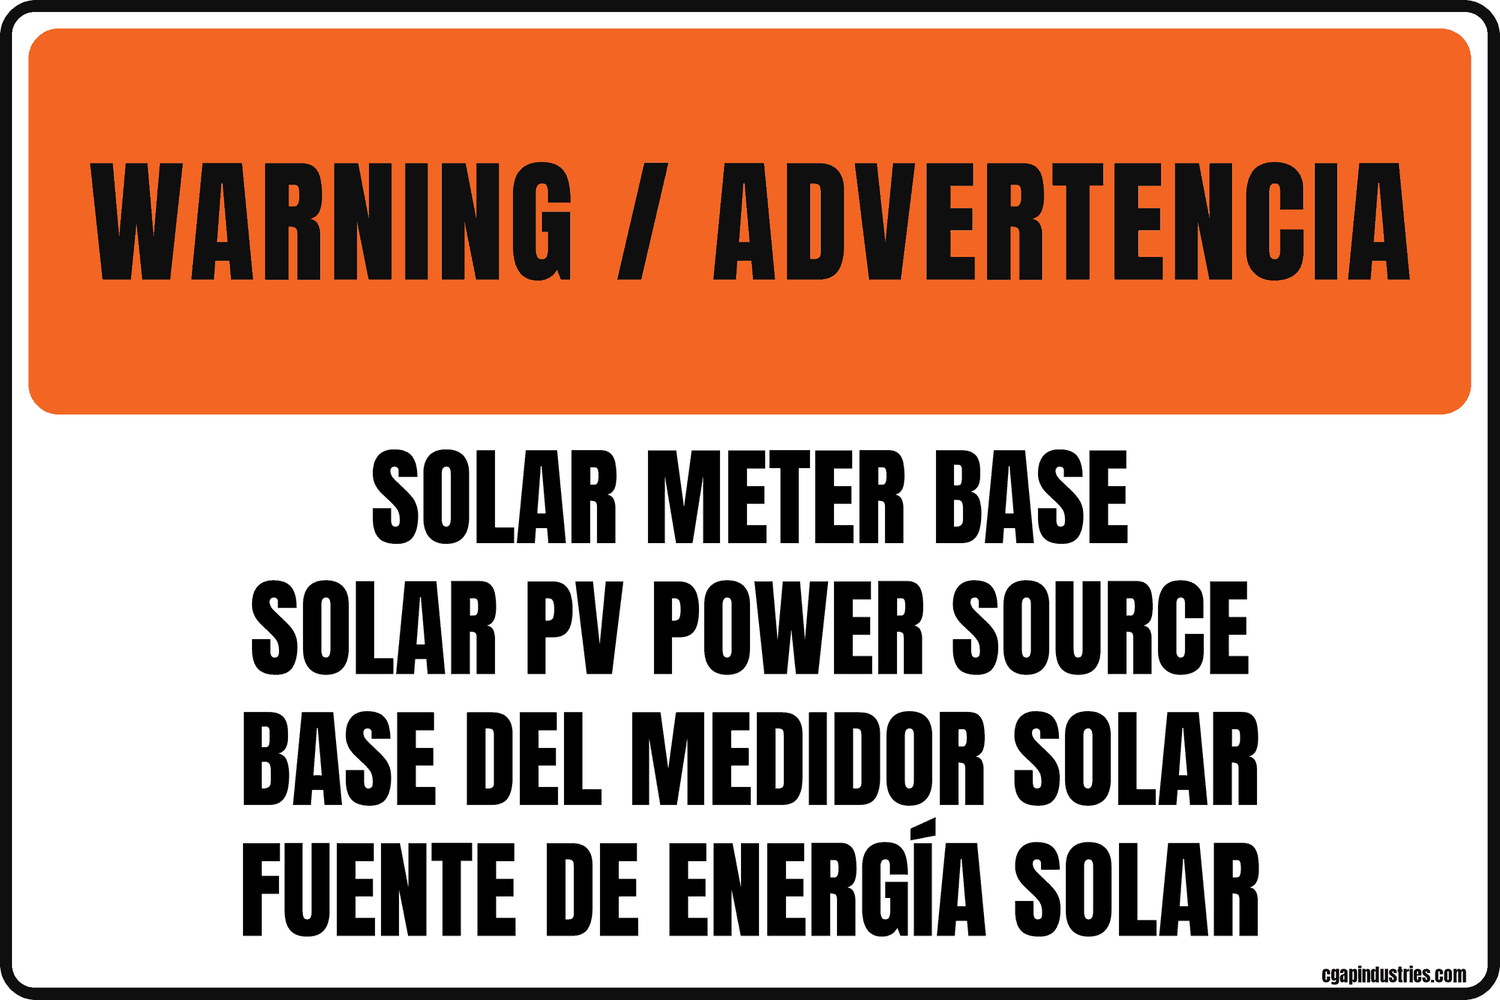 WARNING / ADVERTENCIA
SOLAR METER BASE
SOLAR PV POWER SOURCE
BASE DEL MEDIDOR SOLAR
FUENTE DE ENERGÍA SOLAR
cgapindustries.com